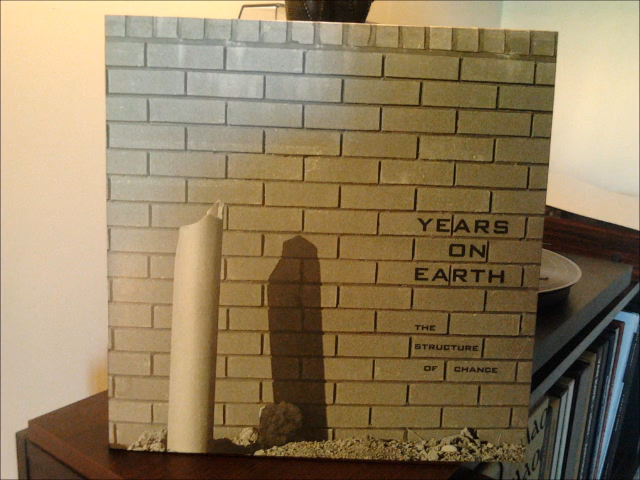 YEARS
ON
EARTH
THE
STRUCTURE
OF CHANCE